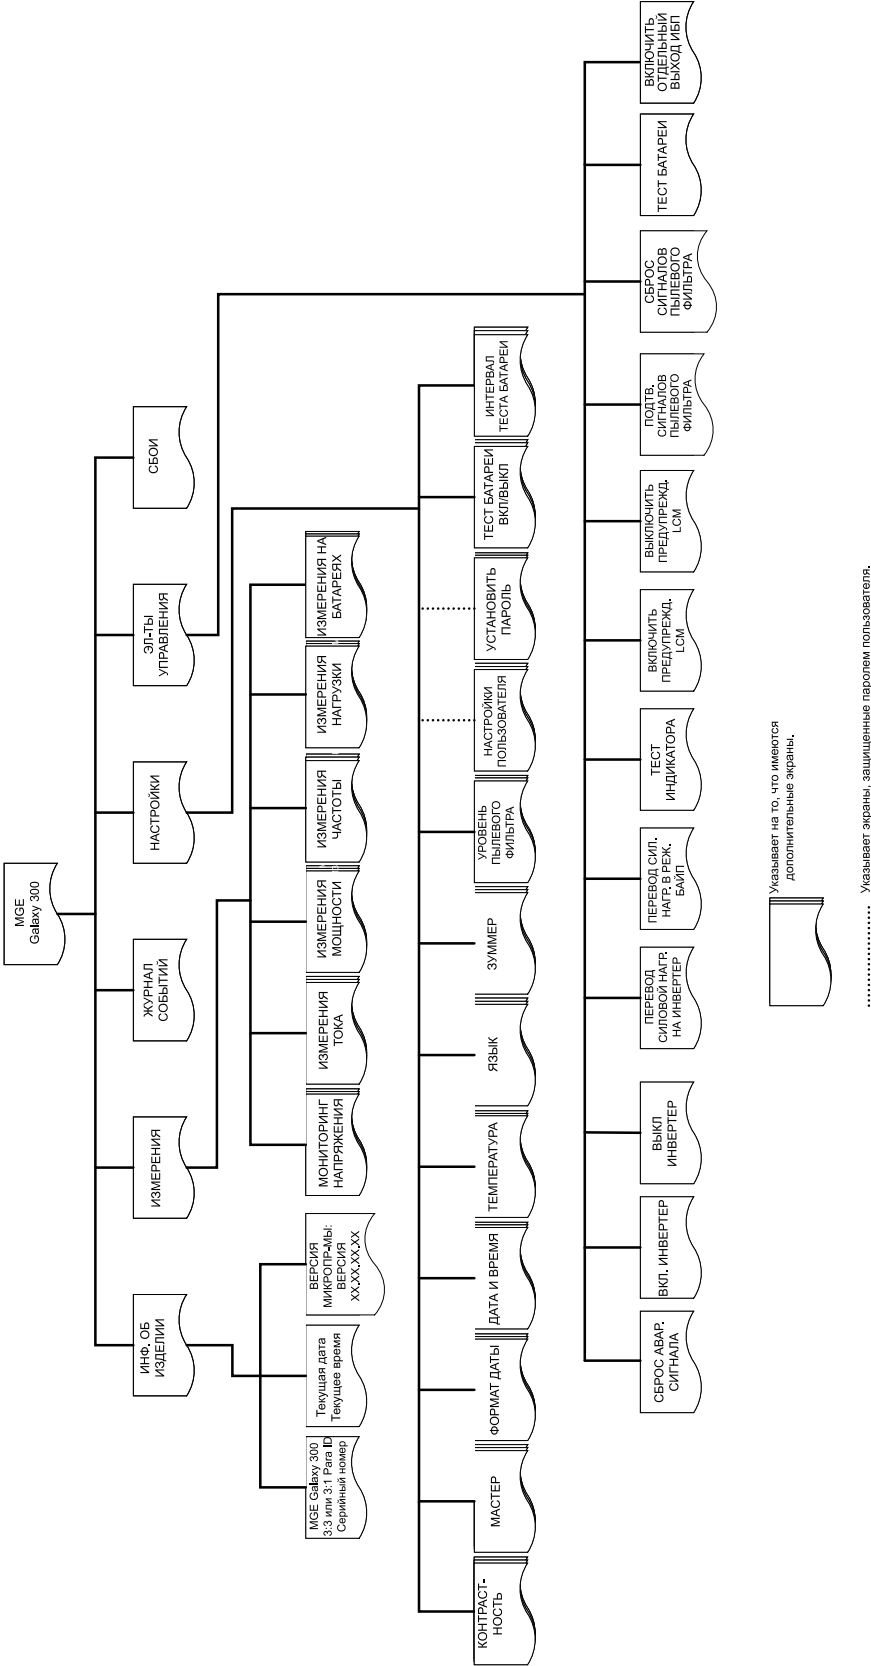 MGE
Galaxy 300
ИНФ. ОБ
ИЗДЕЛИИ
ИЗМЕРЕНИЯ
ЖУРНАЛ
СОБЫТИЙ
НАСТРОЙКИ
ЭЛ-ТЫ
УПРАВЛЕНИЯ
СБОИ
MGE Galaxy 300
3:3 или 3:1 Para ID
Серийный номер
Текущая дата
Текущее время
ВЕРСИЯ
МИКРОПР-МЫ:
ВЕРСИЯ
XX.XX.XX.XX
МОНИТОРИНГ
НАПРЯЖЕНИЯ
ИЗМЕРЕНИЯ
ТОКА
ИЗМЕРЕНИЯ
МОЩНОСТИ
ИЗМЕРЕНИЯ
ЧАСТОТЫ
ИЗМЕРЕНИЯ
НАГРУЗКИ
ИЗМЕРЕНИЯ НА
БАТАРЕЯХ
КОНТРАСТ-
НОСТЬ
МАСТЕР
ФОРМАТ ДАТЫ
ДАТА И ВРЕМЯ
ТЕМПЕРАТУРА
ЯЗЫК
ЗУММЕР
УРОВЕНЬ
ПЫЛЕВОГО
ФИЛЬТРА
НАСТРОЙКИ
ПОЛЬЗОВАТЕЛЯ
УСТАНОВИТЬ
ПАРОЛЬ
ТЕСТ БАТАРЕИ
ВКЛ/ВЫКЛ
ИНТЕРВАЛ
ТЕСТА БАТАРЕИ
СБРОС АВАР.
СИГНАЛА
ВКЛ. ИНВЕРТЕР
ВЫКЛ
ИНВЕРТЕР
ПЕРЕВОД
СИЛОВОЙ НАГР.
НА ИНВЕРТЕР
ПЕРЕВОД СИЛ.
НАГР. В РЕЖ.
БАЙП
ТЕСТ
ИНДИКАТОРА
ВКЛЮЧИТЬ
ПРЕДУПРЕЖД.
LCM
ВЫКЛЮЧИТЬ
ПРЕДУПРЕЖД.
LCM
ПОДТВ.
СИГНАЛОВ
ПЫЛЕВОГО
ФИЛЬТРА
СБРОС
СИГНАЛОВ
ПЫЛЕВОГО
ФИЛЬТРА
ТЕСТ БАТАРЕИ
ВКЛЮЧИТЬ
ОТДЕЛЬНЫЙ
ВЫХОД ИБП
Указывает на то, что имеются
дополнительные экраны.
Указывает экраны, защищенные паролем пользователя.